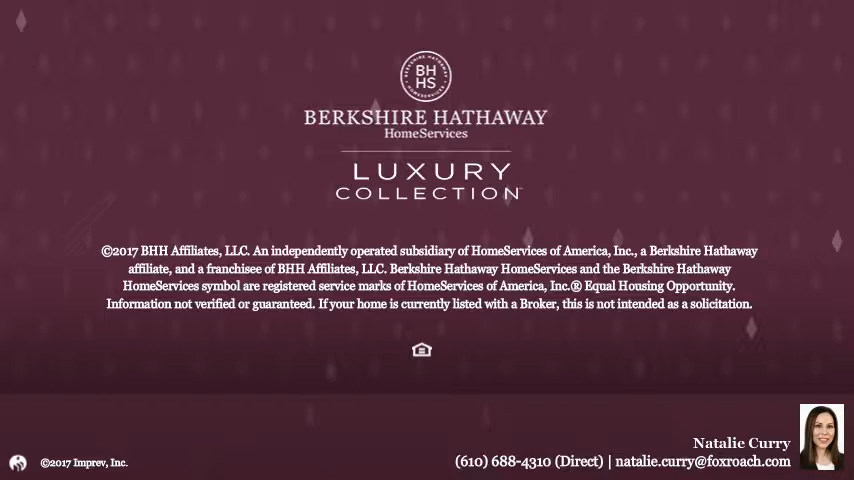 BERKSHIRE HATHAWAY
HOMESERVICES
BH
HS
BERKSHIRE HATHAWAY
HomeServices
LUXURY
COLLECTION
©2017 BHH Affiliates, LLC. An independently operated subsidiary of HomeServices of America, Inc., a Berkshire Hathaway
affiliate, and a franchisee of BHH Affiliates, LLC. Berkshire Hathaway HomeServices and the Berkshire Hathaway
HomeServices symbol are registered service marks of HomeServices of America, Inc.® Equal Housing Opportunity.
Information not verified or guaranteed. If your home is currently listed with a Broker, this is not intended as a solicitation.
Natalie Curry
(610) 688-4310 (Direct) | natalie.curry@foxroach.com
©2017 Imprev, Inc.